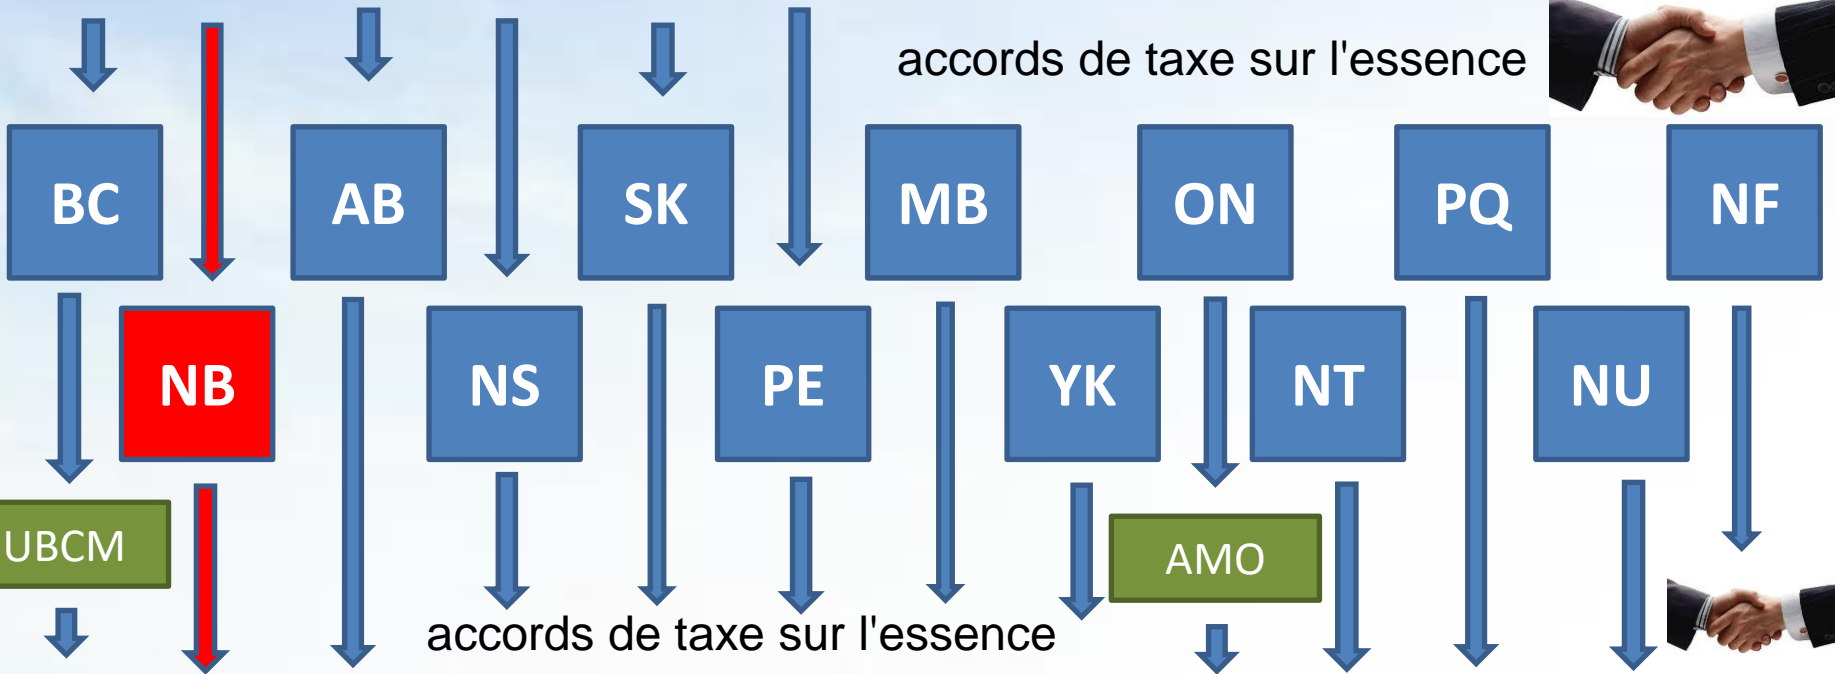 accords de taxe sur l'essence
BC
AB
SK
MB
ON
PQ
NF
NB
NS
PE
YK
NT
NU
UBCM
AMO
accords de taxe sur l'essence